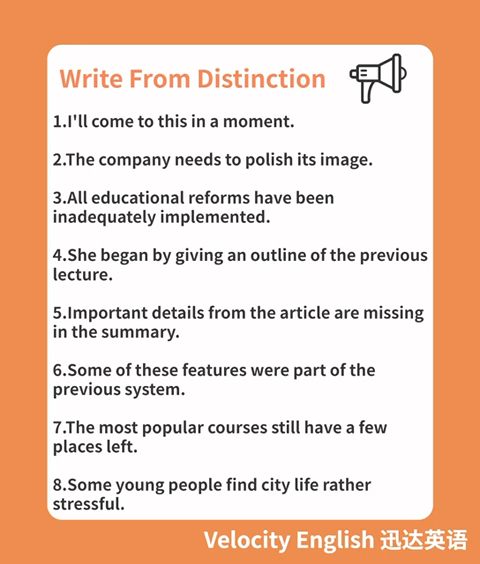 Write From Distinction
1.I'll come to this in a moment.
2.The company needs to polish its image.
3.All educational reforms have been
inadequately implemented.
4.She began by giving an outline of the previous
lecture.
5.Important details from the article are missing
in the summary.
6.Some of these features were part of the
previous system.
7.The most popular courses still have a few
places left.
8.Some young people find city life rather
stressful.
Velocity English 迅达英语